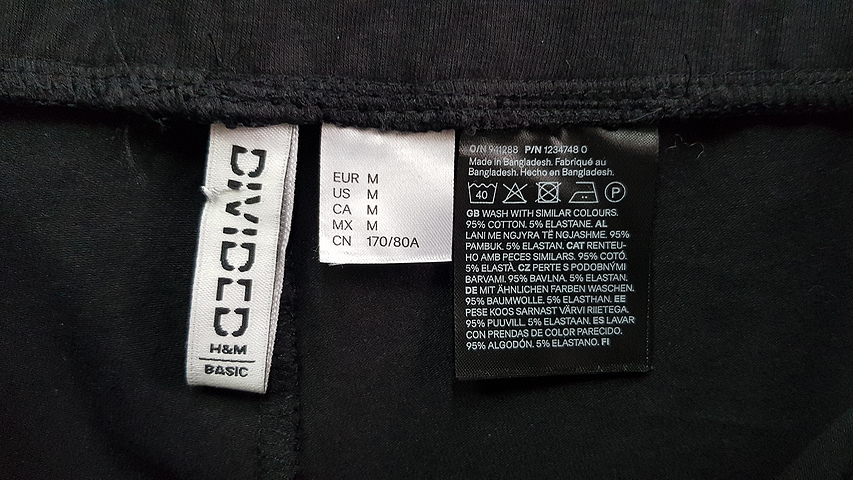 DIVIDED
H&M
BASIC
EUR M
US M
CA M
MX M
CN 170/80A
O/N 941288 P/N 1234748 0
Made in Bangladesh. Fabriqué au
Bangladesh. Hecho en Bangladesh.
40 P
GB WASH WITH SIMILAR COLOURS.
95% COTTON. 5% ELASTANE. AL
LANI ME NGJYRA TË NGJASHME. 95%
PAMBUK. 5% ELASTAN. CAT RENTEU-
HO AMB PECES SIMILARS. 95% COTÓ.
5% ELASTÀ. CZ PERTE S PODOBNÝMI
BARVAMI. 95% BAVLNA. 5% ELASTAN.
DE MIT ÄHNLICHEN FARBEN WASCHEN.
95% BAUMWOLLE. 5% ELASTHAN. EE
PESE KOOS SARNAST VÄRVI RIIETEGA.
95% PUUVILL. 5% ELASTAAN. ES LAVAR
CON PRENDAS DE COLOR PARECIDO.
95% ALGODÓN. 5% ELASTANO. FI